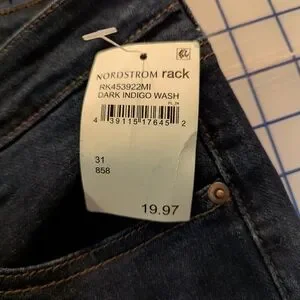 NORDSTROM rack
RK453922MI
DARK INDIGO WASH
4 39115 17645 2
31
858
19.97